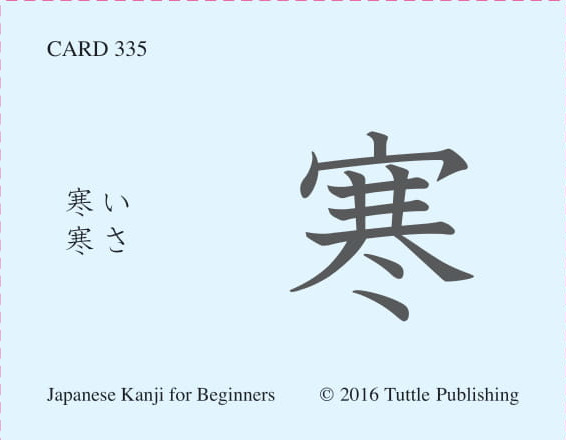 CARD 335
寒い
寒さ
寒
Japanese Kanji for Beginners © 2016 Tuttle Publishing